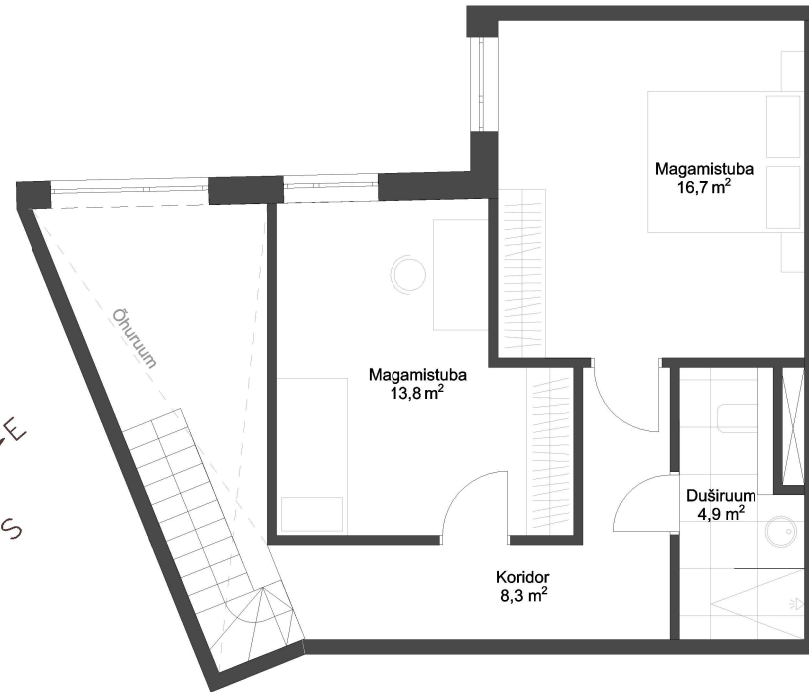 Magamistuba
16,7 m²
Õhuruum
Magamistuba
13,8 m²
E
S
Duširuum
4,9 m²
Koridor
8,3 m²